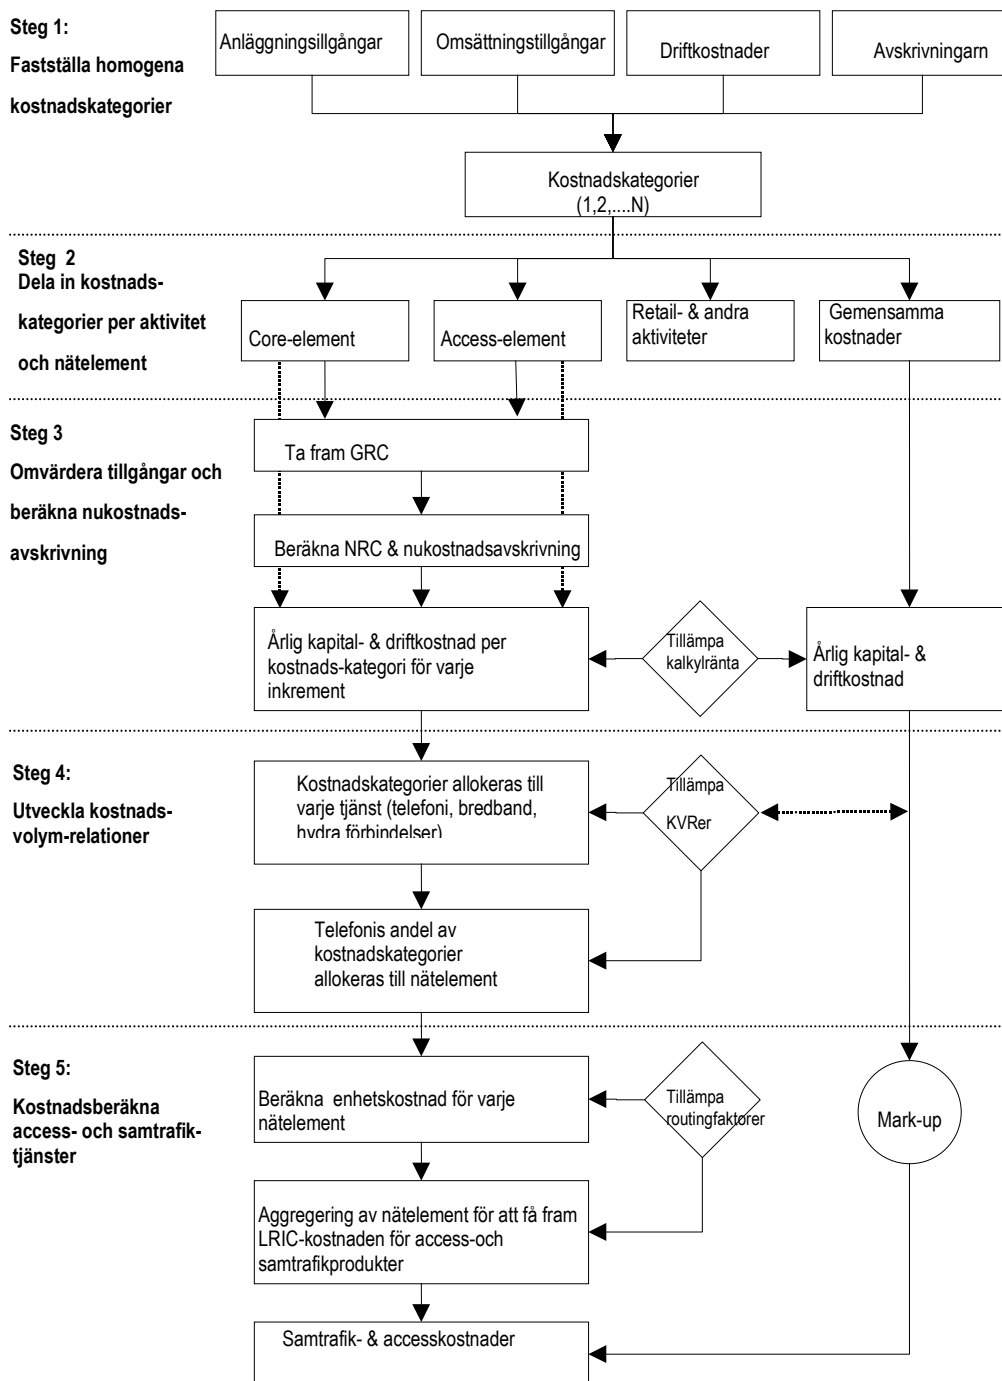 Steg 1:
Fastställa homogena
kostnadskategorier
Anläggningsillgångar
Omsättningstillgångar
Driftkostnader
Avskrivningarn
Kostnadskategorier
(1,2,....N)
Steg 2
Dela in kostnads-
kategorier per aktivitet
och nätelement
Core-element
Access-element
Retail- & andra
aktiviteter
Gemensamma
kostnader
Steg 3
Omvärdera tillgångar och
beräkna nukostnads-
avskrivning
Ta fram GRC
Beräkna NRC & nukostnadsavskrivning
Årlig kapital- & driftkostnad per
kostnads-kategori för varje
inkrement
Tillämpa
kalkylränta
Årlig kapital- &
driftkostnad
Steg 4:
Utveckla kostnads-
volym-relationer
Kostnadskategorier allokeras till
varje tjänst (telefoni, bredband,
hydra förbindelser)
Tillämpa
KVRer
Telefonis andel av
kostnadskategorier
allokeras till nätelement
Steg 5:
Kostnadsberäkna
access- och samtrafik-
tjänster
Beräkna enhetskostnad för varje
nätelement
Tillämpa
routingfaktorer
Mark-up
Aggregering av nätelement för att få fram
LRIC-kostnaden för access-och
samtrafikprodukter
Samtrafik- & accesskostnader